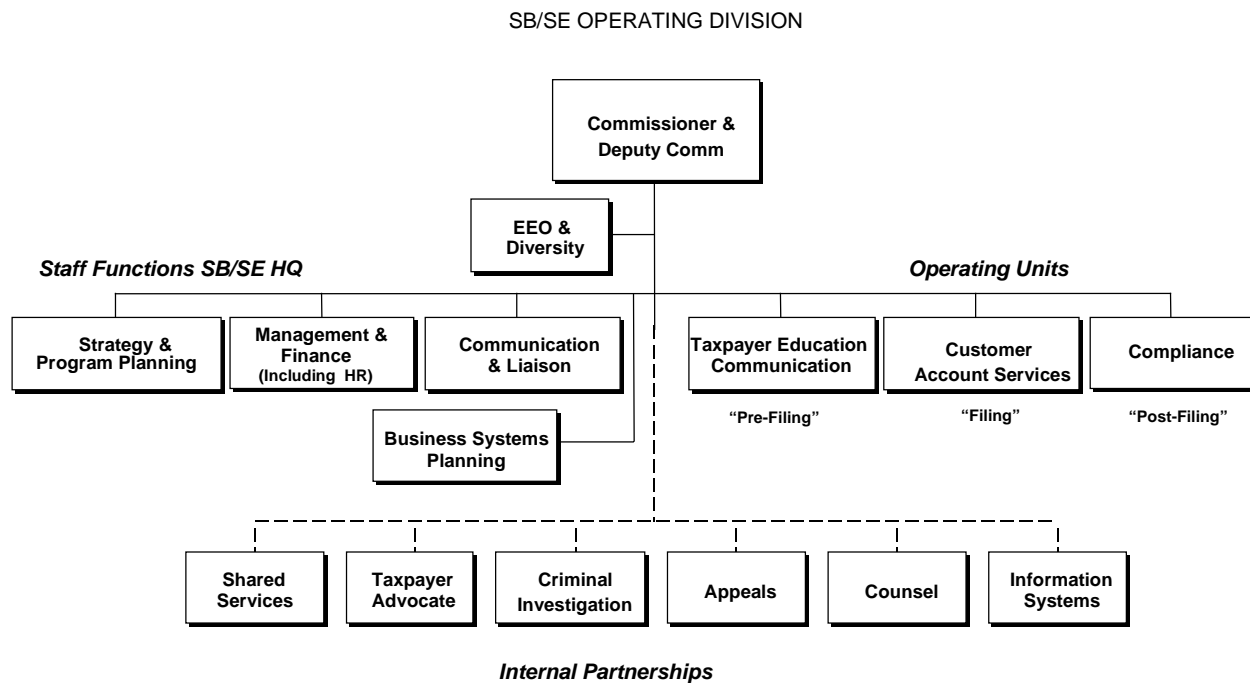 SB/SE OPERATING DIVISION
Commissioner &
Deputy Comm
EEO &
Diversity
Staff Functions SB/SE HQ
Operating Units
Strategy &
Program Planning
Management &
Finance
(Including HR)
Communication
& Liaison
Taxpayer Education
Communication
Customer
Account Services
Compliance
“Pre-Filing”
“Filing”
“Post-Filing”
Business Systems
Planning
Shared
Services
Taxpayer
Advocate
Criminal
Investigation
Appeals
Counsel
Information
Systems
Internal Partnerships